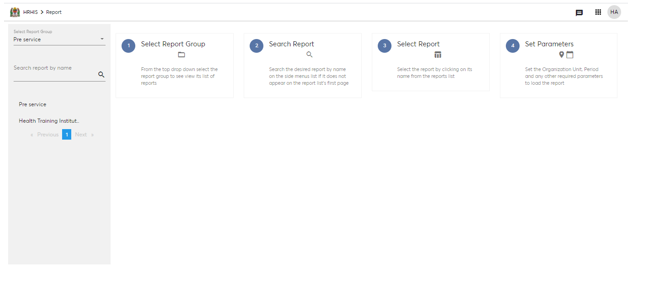 HRHIS > Report
HA
Select Report Group
Pre service
Search report by name
Pre service
Health Training Institut..
« Previous 1 Next »
1 Select Report Group
From the top drop down select the
report group to see view its list of
reports
2 Search Report
Search the desired report by name
on the side menus list if it does not
appear on the report list's first page
3 Select Report
Select the report by clicking on its
name from the reports list
4 Set Parameters
Set the Organization Unit, Period
and any other required parameters
to load the report.